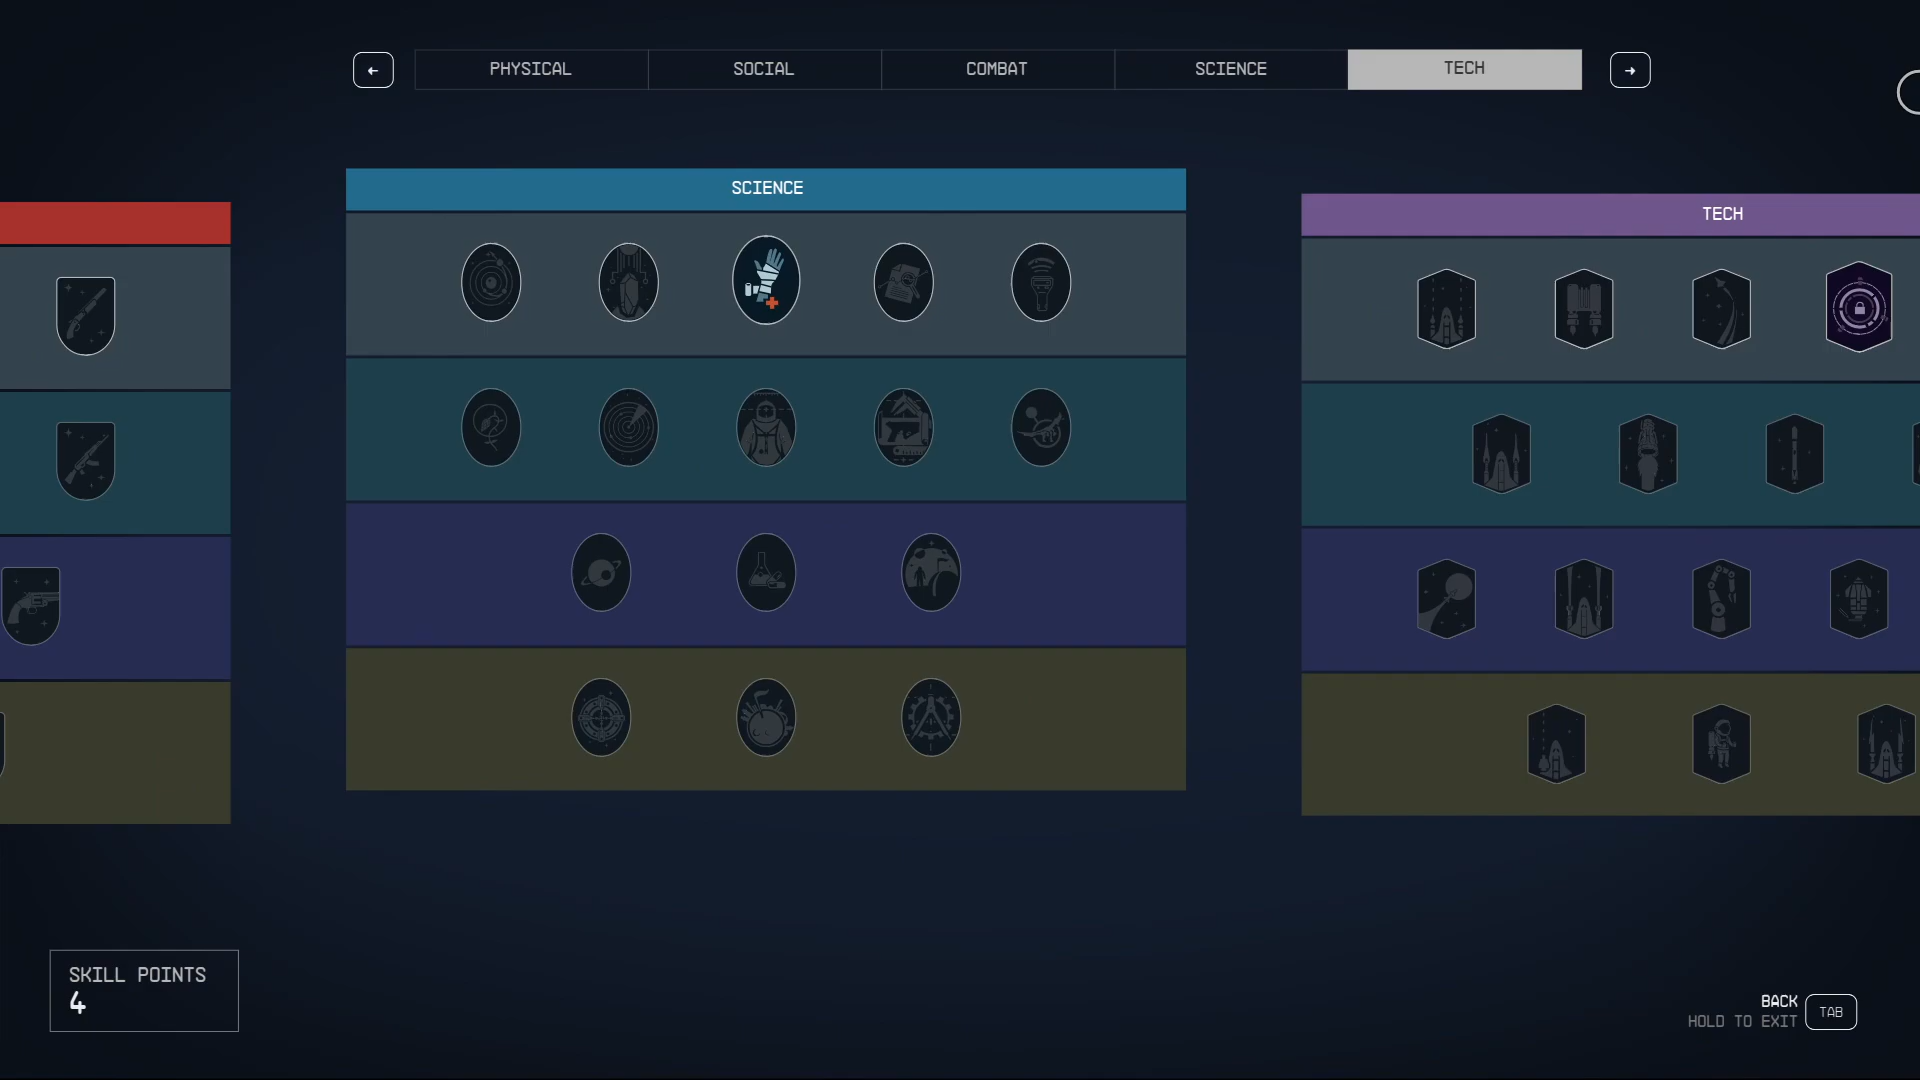 PHYSICAL
SOCIAL
COMBAT
SCIENCE
TECH
SCIENCE
TECH
SKILL POINTS
4
BACK
HOLD TO EXIT
TAB